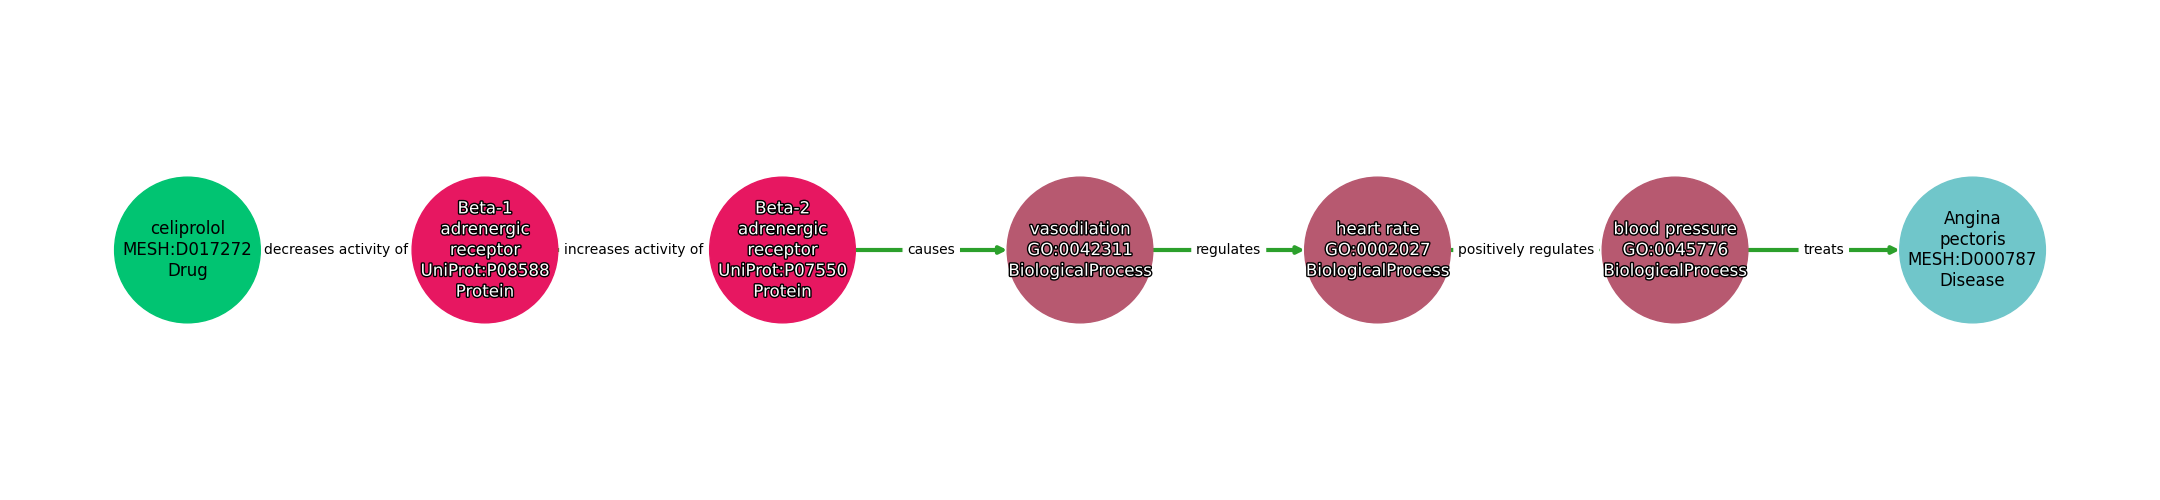 celiprolol
MESH:D017272
Drug
decreases activity of
Beta-1
adrenergic
receptor
UniProt:P08588
Protein
increases activity of
Beta-2
adrenergic
receptor
UniProt:P07550
Protein
causes
vasodilation
GO:0042311
BiologicalProcess
regulates
heart rate
GO:0002027
BiologicalProcess
positively regulates
blood pressure
GO:0045776
BiologicalProcess
treats
Angina
pectoris
MESH:D000787
Disease